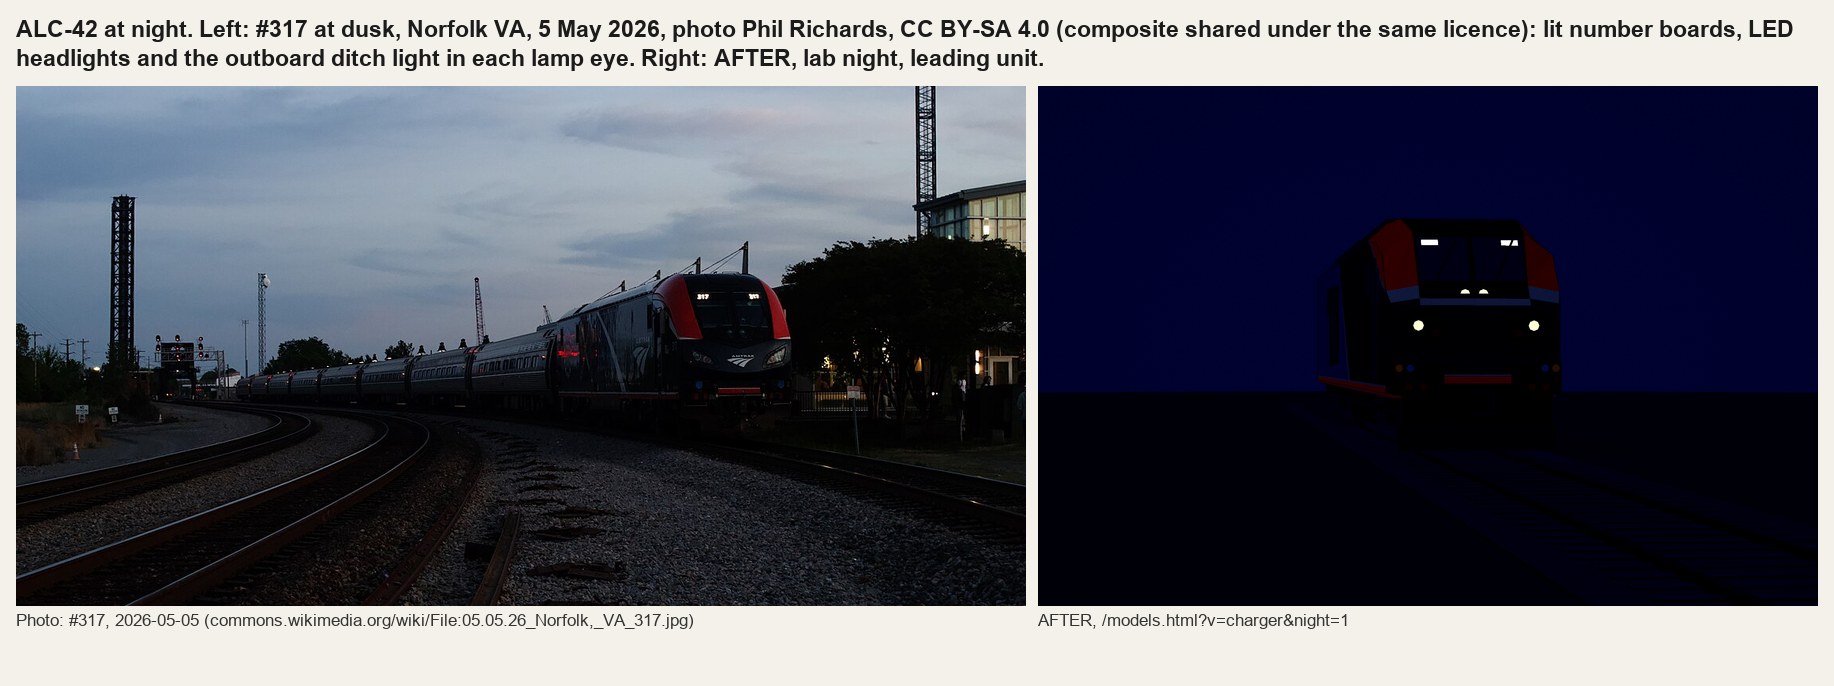 ALC-42 at night. Left: #317 at dusk, Norfolk VA, 5 May 2026, photo Phil Richards, CC BY-SA 4.0 (composite shared under the same licence): lit number boards, LED
headlights and the outboard ditch light in each lamp eye. Right: AFTER, lab night, leading unit.
317
317
AMTRAK
Photo: #317, 2026-05-05 (commons.wikimedia.org/wiki/File:05.05.26_Norfolk,_VA_317.jpg)
AFTER, /models.html?v=charger&night=1